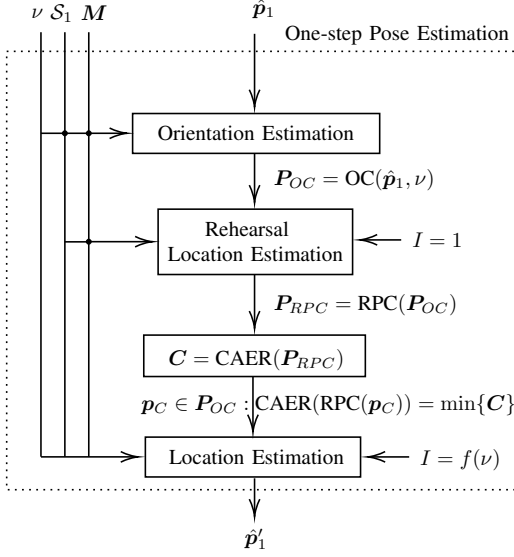 ν 𝒮₁ 𝑴 𝒑̂₁
One-step Pose Estimation
Orientation Estimation
𝑷_OC = OC(𝒑̂₁, ν)
Rehearsal
Location Estimation
I = 1
𝑷_RPC = RPC(𝑷_OC)
𝑪 = CAER(𝑷_RPC)
𝒑_C ∈ 𝑷_OC : CAER(RPC(𝒑_C)) = min{𝑪}
Location Estimation
I = f(ν)
𝒑̂′₁